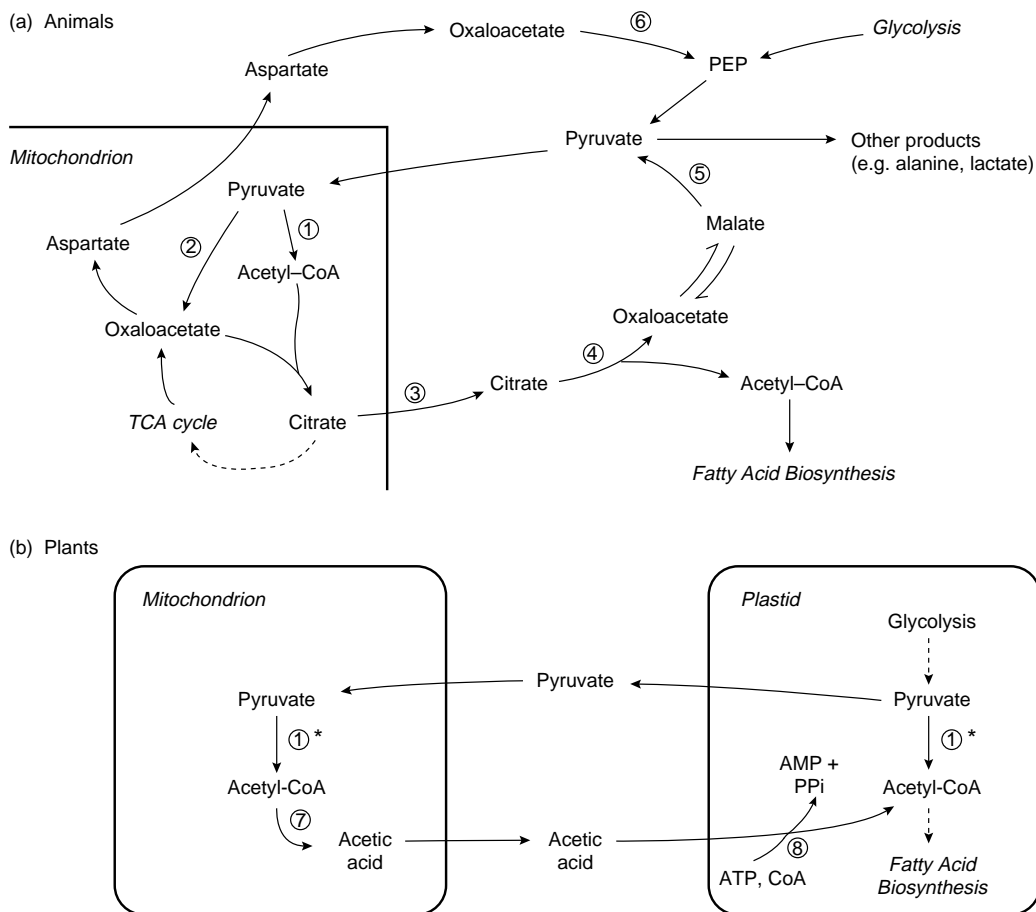 (a) Animals
Oxaloacetate
⑥
Glycolysis
Aspartate
PEP
Mitochondrion
Pyruvate
Other products
(e.g. alanine, lactate)
Pyruvate
⑤
①
Malate
Aspartate
②
Acetyl–CoA
Oxaloacetate
Oxaloacetate
④
Citrate
Acetyl–CoA
③
TCA cycle
Citrate
Fatty Acid Biosynthesis
(b) Plants
Mitochondrion
Plastid
Glycolysis
Pyruvate
Pyruvate
Pyruvate
① *
① *
AMP +
PPi
Acetyl-CoA
Acetyl-CoA
⑦
Acetic
acid
Acetic
acid
⑧
ATP, CoA
Fatty Acid
Biosynthesis